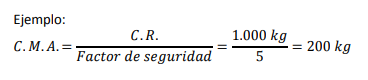 Ejemplo:
C.M.A. = C.R. / Factor de seguridad = 1.000 kg / 5 = 200 kg